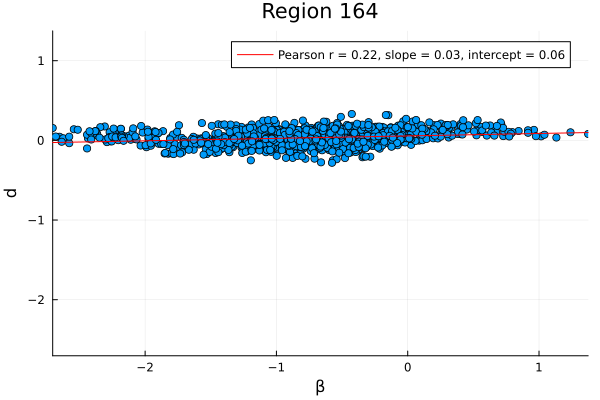 Region 164
Pearson r = 0.22, slope = 0.03, intercept = 0.06
1
0
−1
−2
d
−2
−1
0
1
β